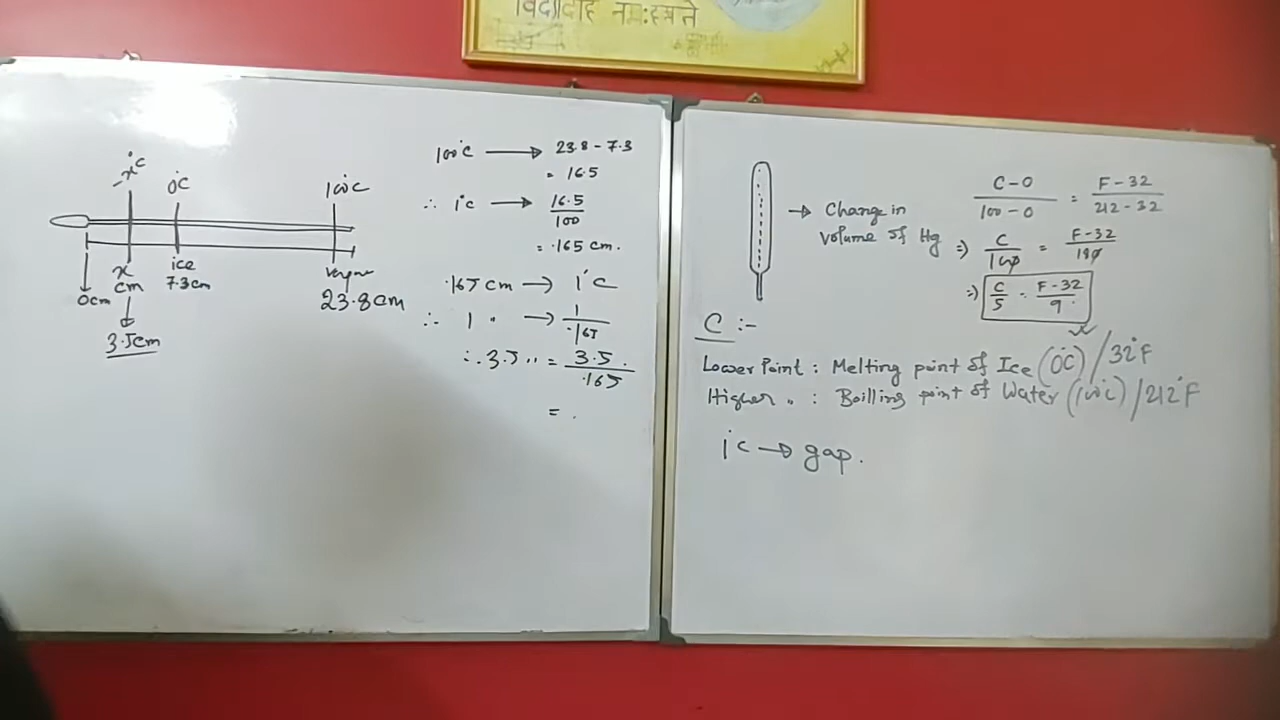 विद्यादेहि नमःस्तुते
-x°C
0°C
100°C
0cm
x
cm
3.5cm
ice
7.3cm
23.8cm
100°C → 23.8 - 7.3
= 16.5
∴ 1°C → 16.5/100
= .165 cm.
.165 cm → 1°C
∴ 1 " → 1/.165
∴ 3.5 " = 3.5/.165
= .
→ Change in
volume of Hg
C-0/100-0 = F-32/212-32
⇒ C/100 = F-32/180
⇒ C/5 = F-32/9
C :-
Lower Point : Melting point of Ice (0°C) / 32°F
Higher " : Boilling point of Water (100°C) / 212°F
1°C → gap.